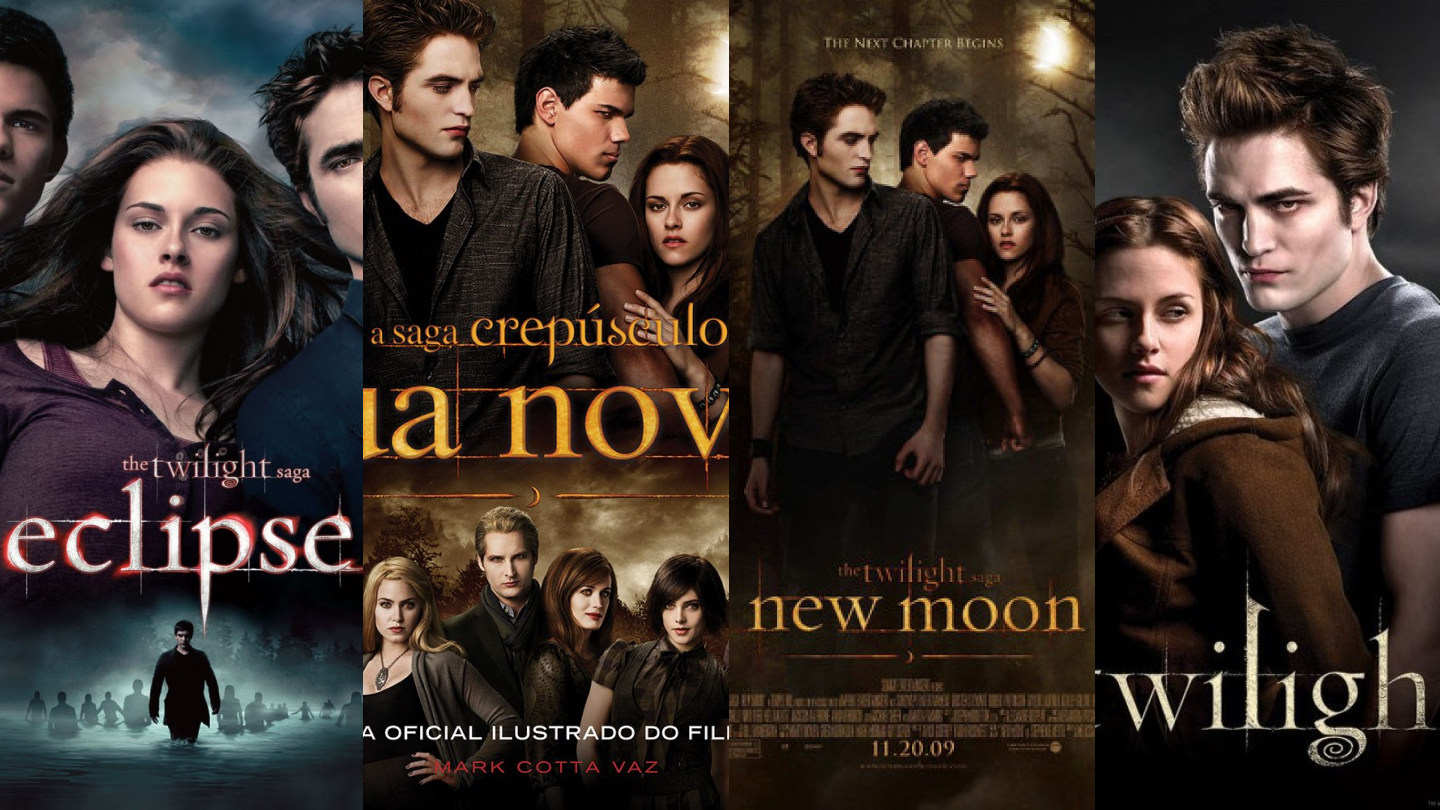 the twilight saga
eclipse
a saga crepúsculo
ua nov
A OFICIAL ILUSTRADO DO FIL
MARK COTTA VAZ
THE NEXT CHAPTER BEGINS
the twilight saga
new moon
11.20.09
twiligh